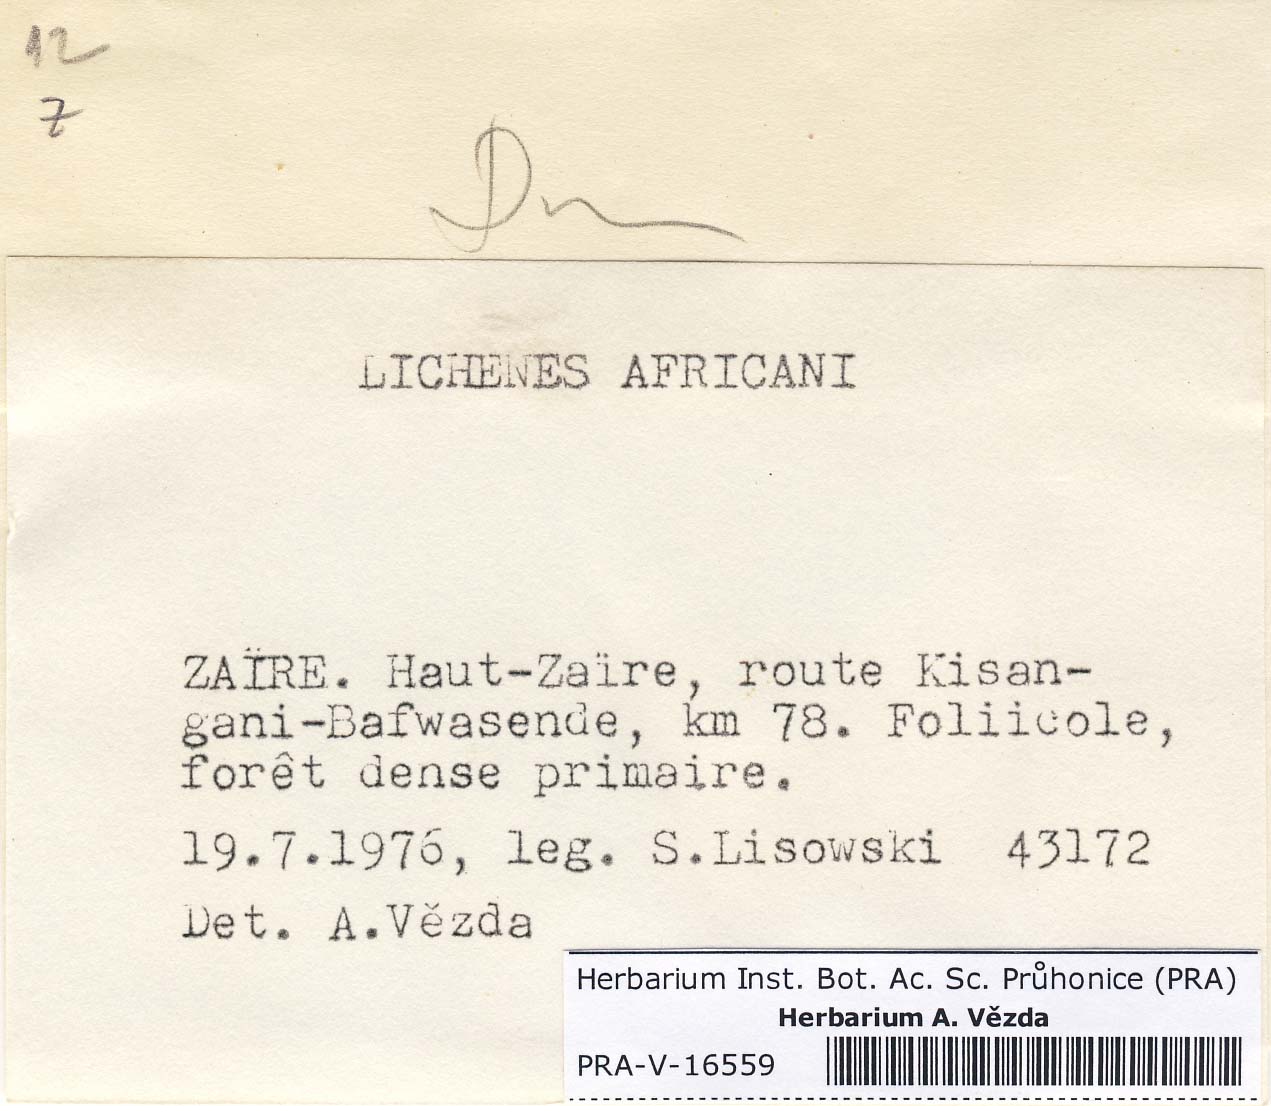 12
7
LICHENES AFRICANI
ZAÏRE. Haut-Zaïre, route Kisan-
gani-Bafwasende, km 78. Foliicole,
forêt dense primaire.
19.7.1976, leg. S.Lisowski 43172
Det. A.Vězda
Herbarium Inst. Bot. Ac. Sc. Průhonice (PRA)
Herbarium A. Vězda
PRA-V-16559